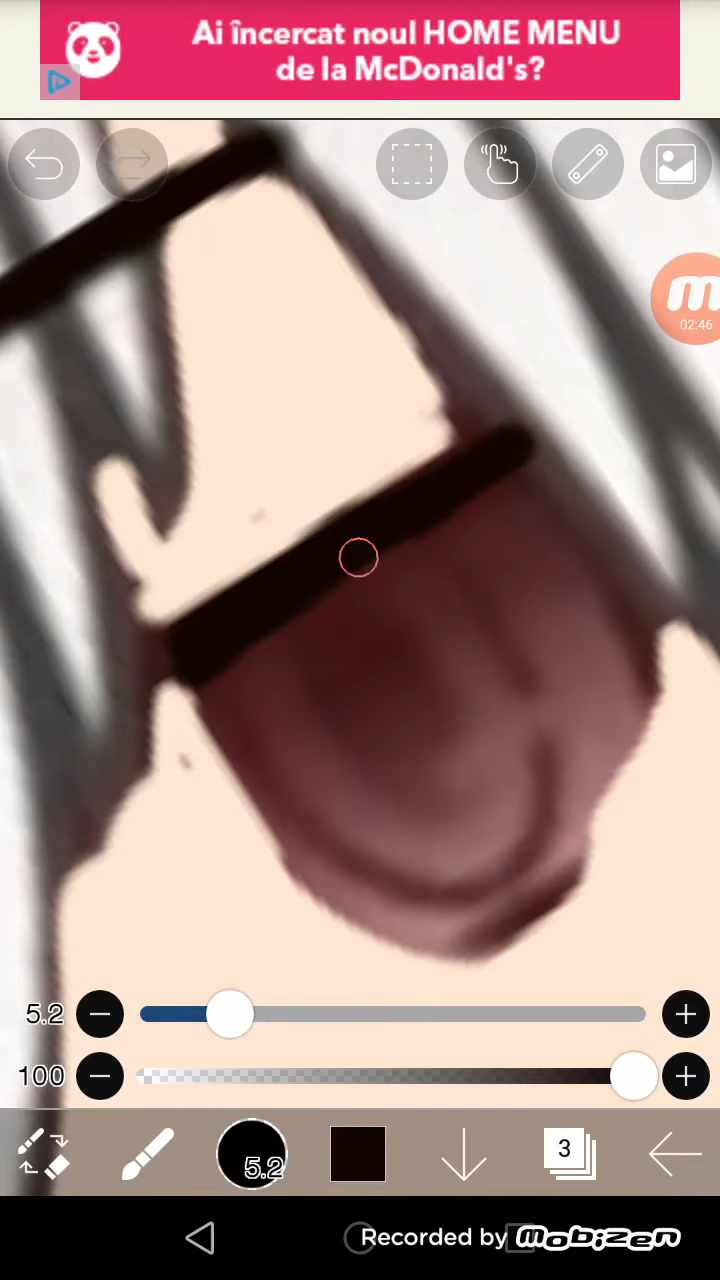 Ai încercat noul HOME MENU
de la McDonald's?
m
02:46
5.2
100
5.2
3
Recorded by mobizen